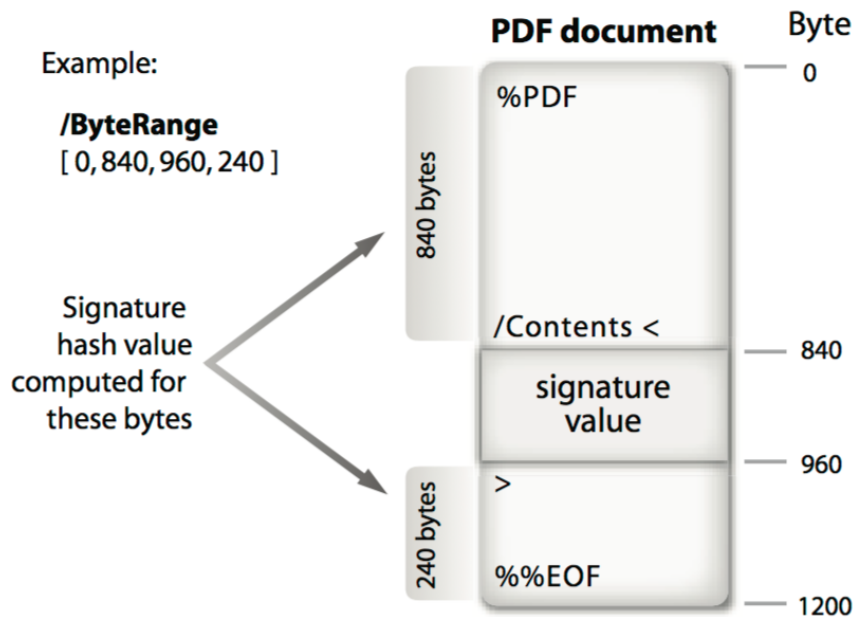 Example:
/ByteRange
[ 0, 840, 960, 240 ]
Signature
hash value
computed for
these bytes
840 bytes
240 bytes
PDF document
%PDF
/Contents <
signature
value
>
%%EOF
Byte
0
840
960
1200